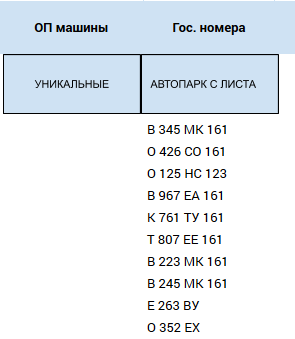 ОП машины Гос. номера
УНИКАЛЬНЫЕ АВТОПАРК С ЛИСТА
В 345 МК 161
О 426 СО 161
О 125 НС 123
В 967 ЕА 161
К 761 ТУ 161
Т 807 ЕЕ 161
В 223 МК 161
В 245 МК 161
Е 263 ВУ
О 352 ЕХ